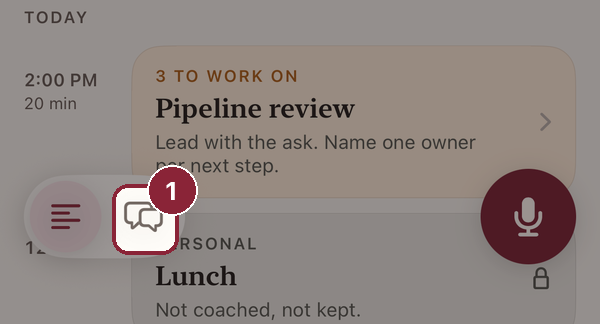 TODAY
2:00 PM
20 min
3 TO WORK ON
Pipeline review
Lead with the ask. Name one owner
per next step.
1
Lunch
Not coached, not kept.